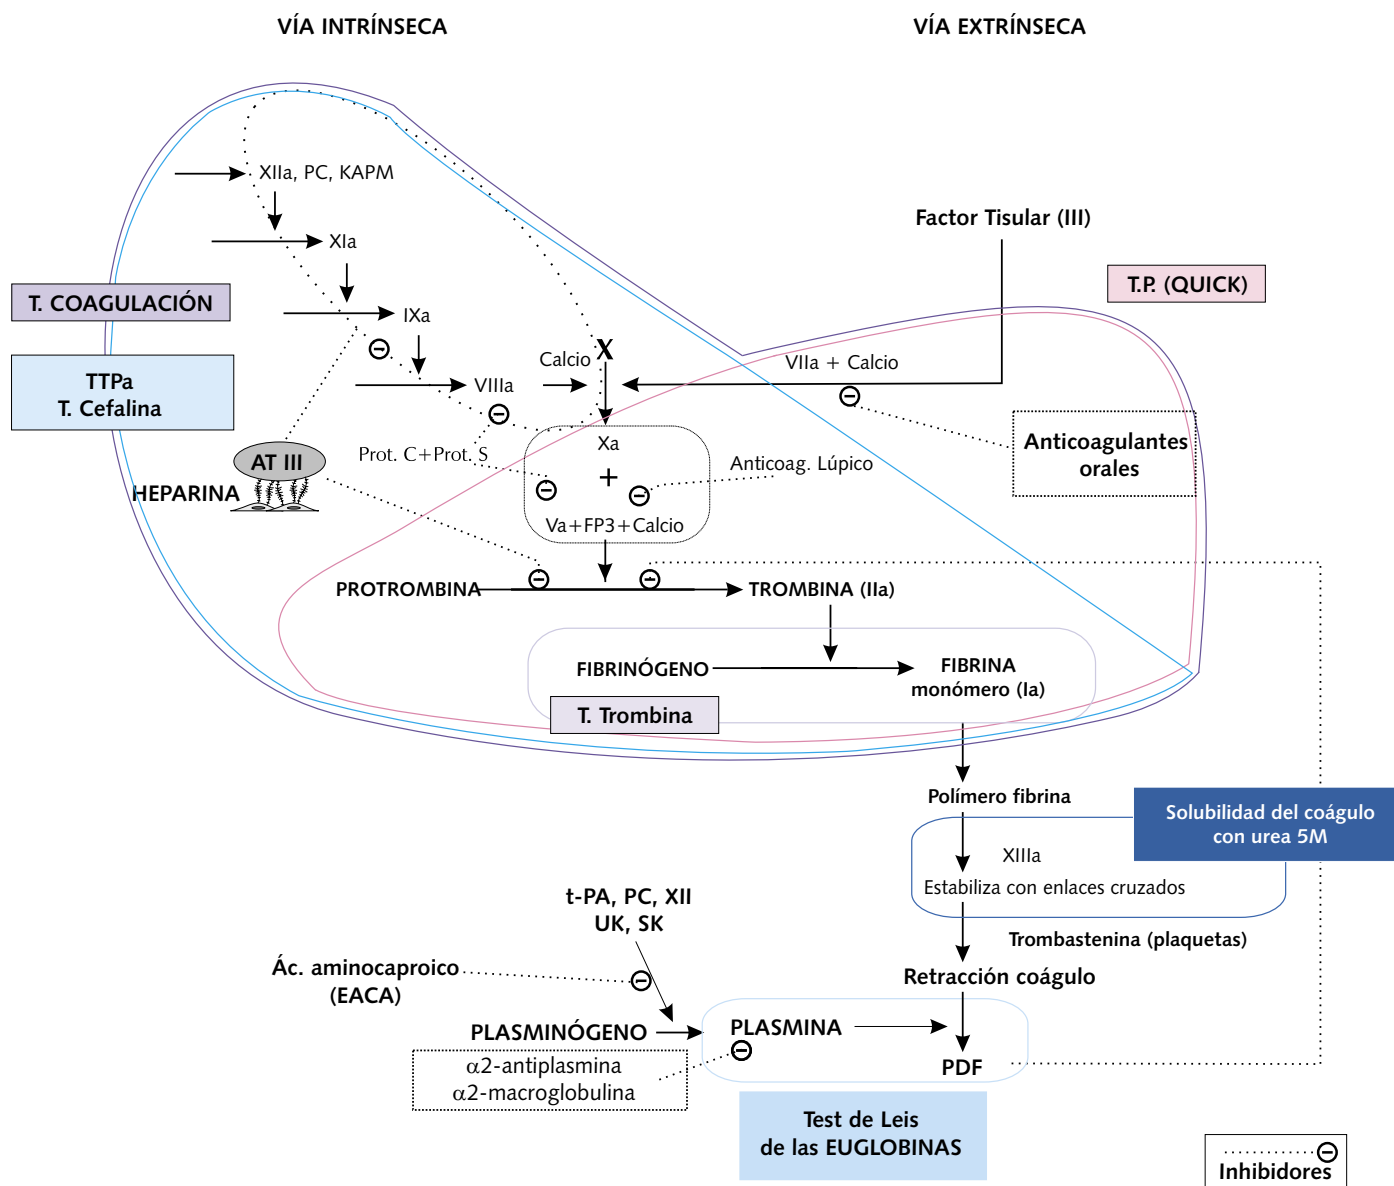 VÍA INTRÍNSECA
VÍA EXTRÍNSECA
XIIa, PC, KAPM
Factor Tisular (III)
XIa
T.P. (QUICK)
T. COAGULACIÓN
IXa
Calcio
X
VIIa + Calcio
TTPa
T. Cefalina
VIIIa
Anticoagulantes
orales
AT III
HEPARINA
Prot. C+Prot. S
Xa
+
Va+FP3+Calcio
Anticoag. Lúpico
PROTROMBINA
TROMBINA (IIa)
FIBRINÓGENO
FIBRINA
monómero (Ia)
T. Trombina
Polímero fibrina
Solubilidad del coágulo
con urea 5M
XIIIa
Estabiliza con enlaces cruzados
t-PA, PC, XII
UK, SK
Trombastenina (plaquetas)
Ác. aminocaproico
(EACA)
Retracción coágulo
PLASMINÓGENO
PLASMINA
α2-antiplasmina
α2-macroglobulina
PDF
Test de Leis
de las EUGLOBINAS
Inhibidores